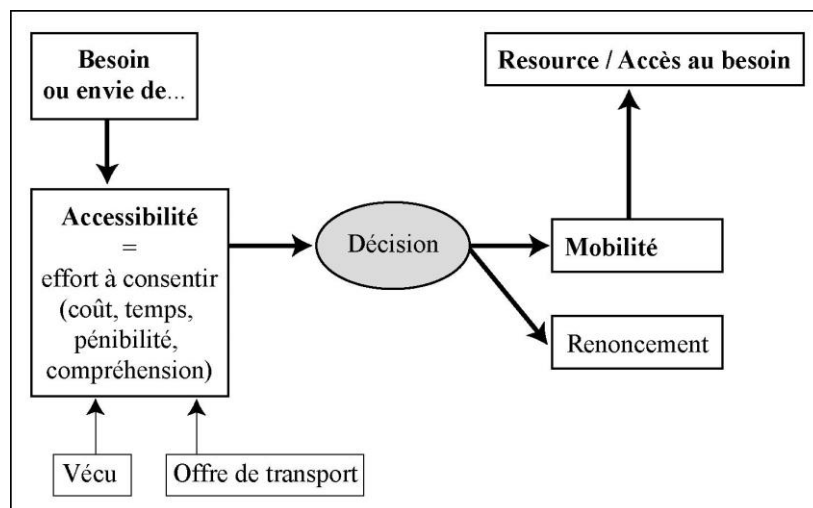 Besoin
ou envie de...
Resource / Accès au besoin
Accessibilité
=
effort à consentir
(coût, temps,
pénibilité,
compréhension)
Décision
Mobilité
Renoncement
Vécu
Offre de transport